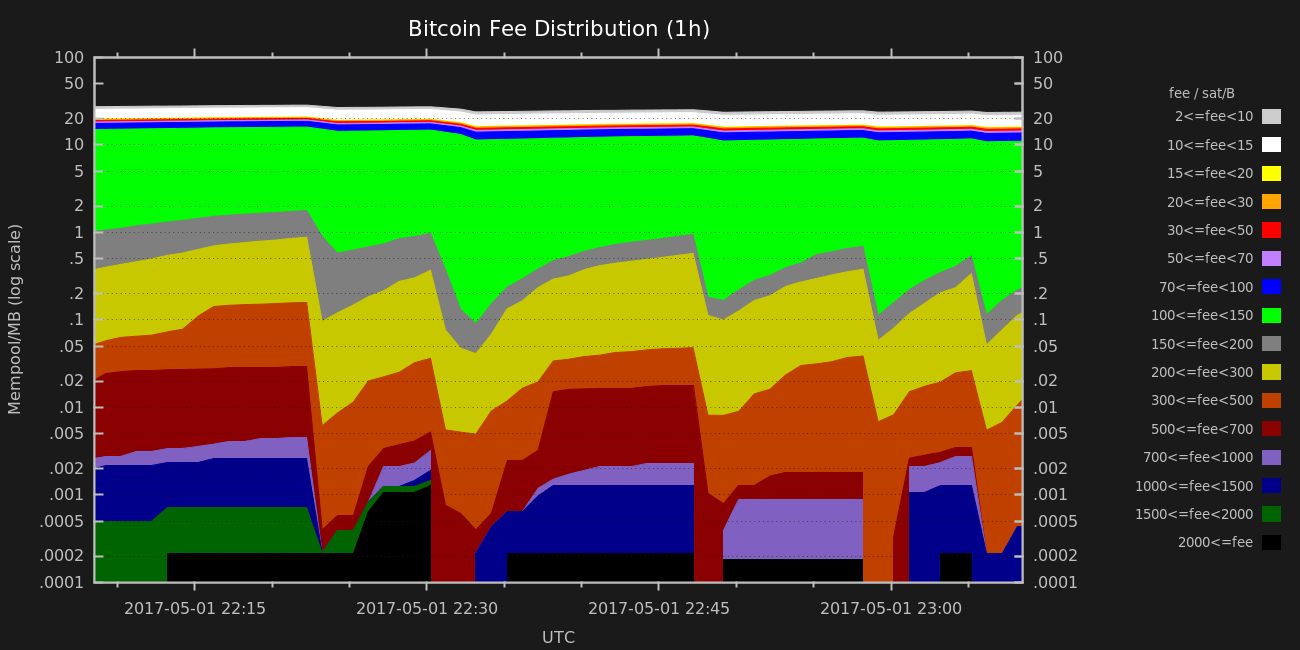 Bitcoin Fee Distribution (1h)
Mempool/MB (log scale)
100
50
20
10
5
2
1
.5
.2
.1
.05
.02
.01
.005
.002
.001
.0005
.0002
.0001
100
50
20
10
5
2
1
.5
.2
.1
.05
.02
.01
.005
.002
.001
.0005
.0002
.0001
2017-05-01 22:15 2017-05-01 22:30 2017-05-01 22:45 2017-05-01 23:00
UTC
fee / sat/B
2<=fee<10
10<=fee<15
15<=fee<20
20<=fee<30
30<=fee<50
50<=fee<70
70<=fee<100
100<=fee<150
150<=fee<200
200<=fee<300
300<=fee<500
500<=fee<700
700<=fee<1000
1000<=fee<1500
1500<=fee<2000
2000<=fee